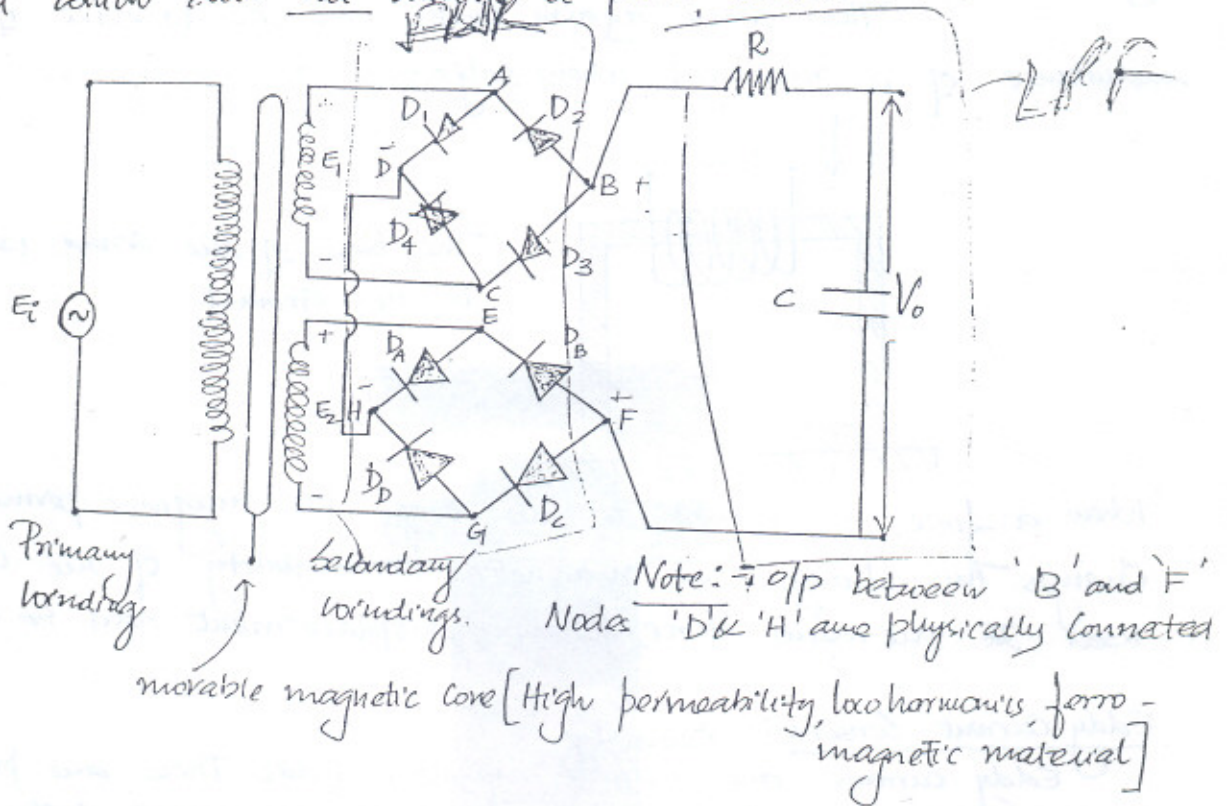 R
LPF
A
D1
D2
E1
D
B +
D4
D3
-
C
Ei
C
Vo
E
+
DA
DB
E2
H
-
+
F
DD
DC
-
G
Primary
winding
Secondary
windings.
Note: → o/p between 'B' and 'F'
Nodes 'D' & 'H' are physically Connected
movable magnetic core [High permeability, low harmonics ferro-
magnetic material]